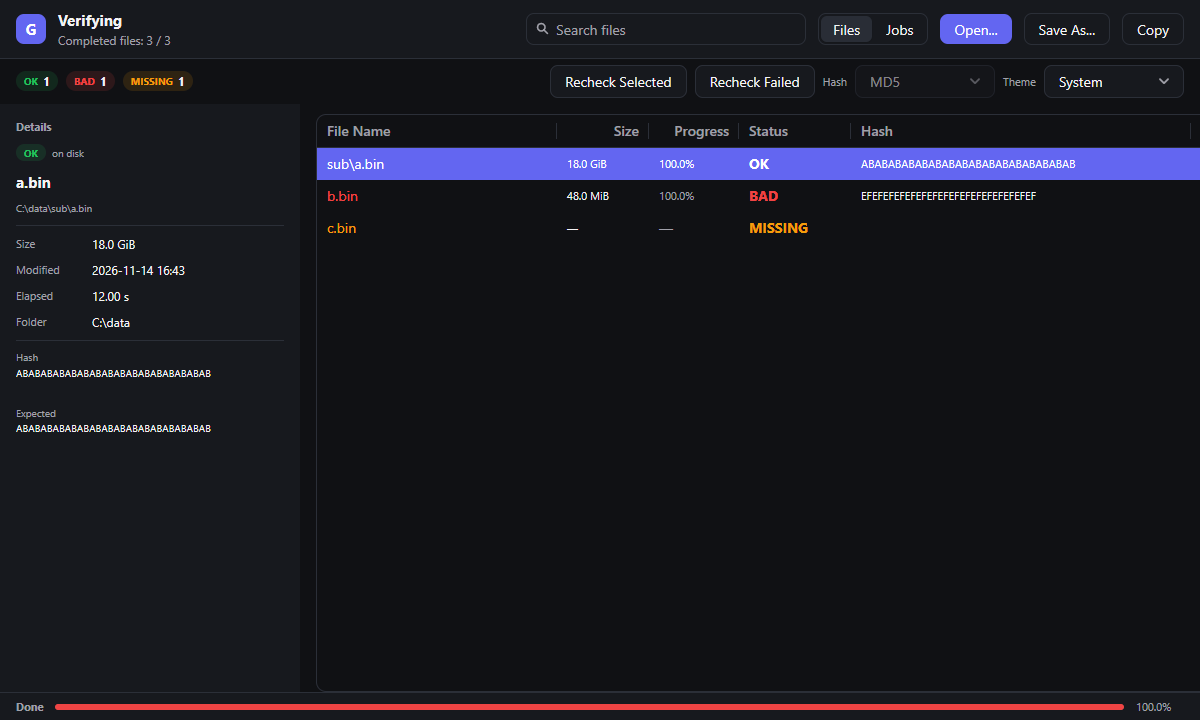 G
Verifying
Completed files: 3 / 3
Search files
Files
Jobs
Open...
Save As...
Copy
OK 1
BAD 1
MISSING 1
Recheck Selected
Recheck Failed
Hash
MD5
Theme
System
Details
OK on disk
a.bin
C:\data\sub\a.bin
Size 18.0 GiB
Modified 2026-11-14 16:43
Elapsed 12.00 s
Folder C:\data
Hash
ABABABABABABABABABABABABABABABAB
Expected
ABABABABABABABABABABABABABABABAB
File Name Size Progress Status Hash
sub\a.bin 18.0 GiB 100.0% OK ABABABABABABABABABABABABABABABAB
b.bin 48.0 MiB 100.0% BAD EFEFEFEFEFEFEFEFEFEFEFEFEFEFEFEF
c.bin — — MISSING
Done
100.0%